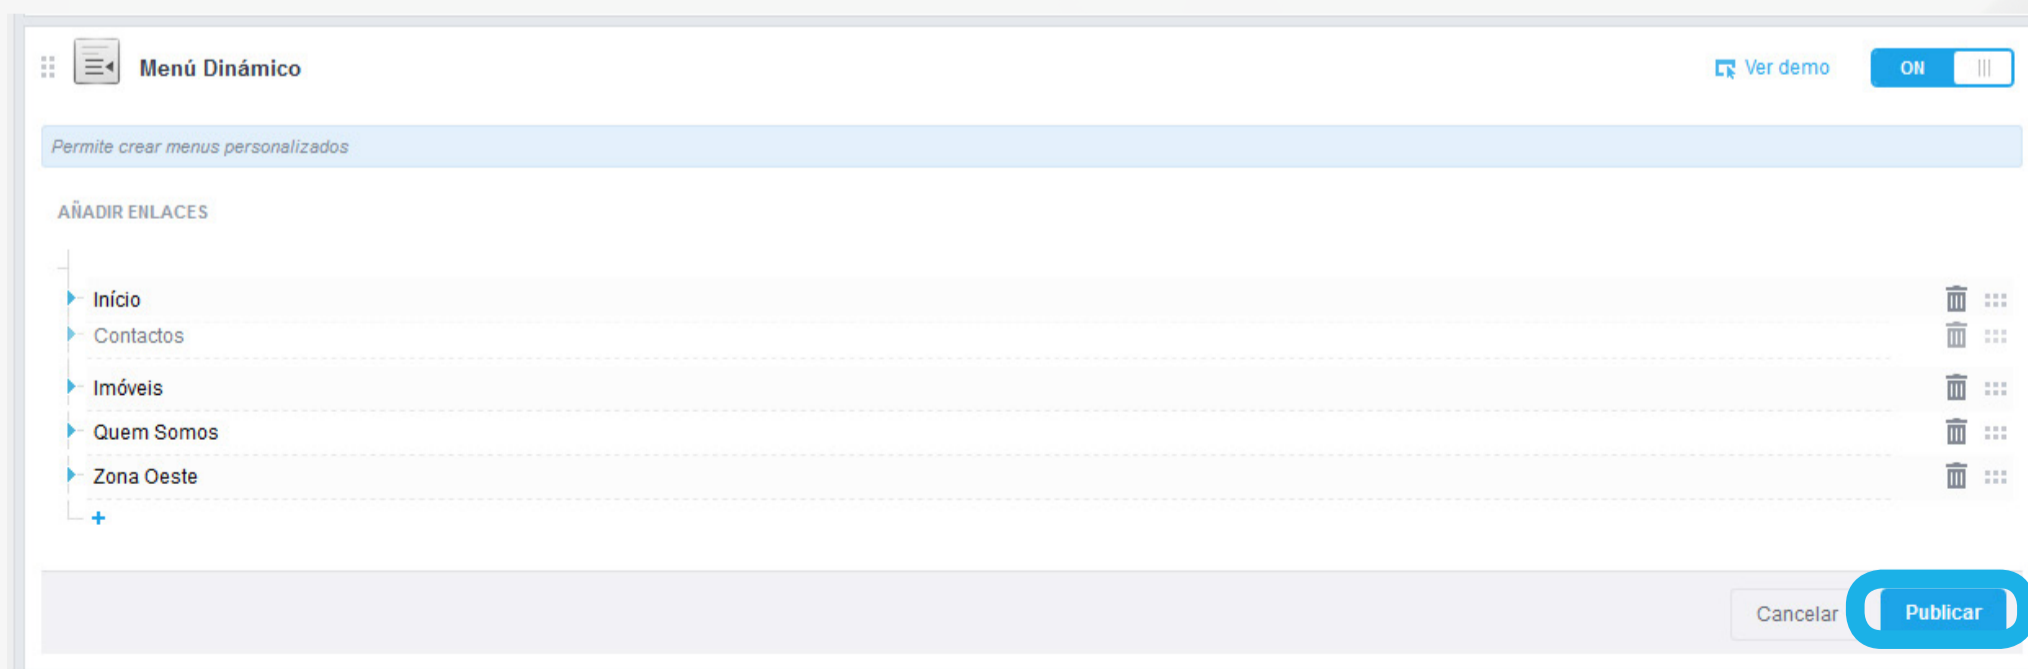 Menú Dinámico
Ver demo
ON
Permite crear menus personalizados
AÑADIR ENLACES
Início
Contactos
Imóveis
Quem Somos
Zona Oeste
+
Cancelar
Publicar